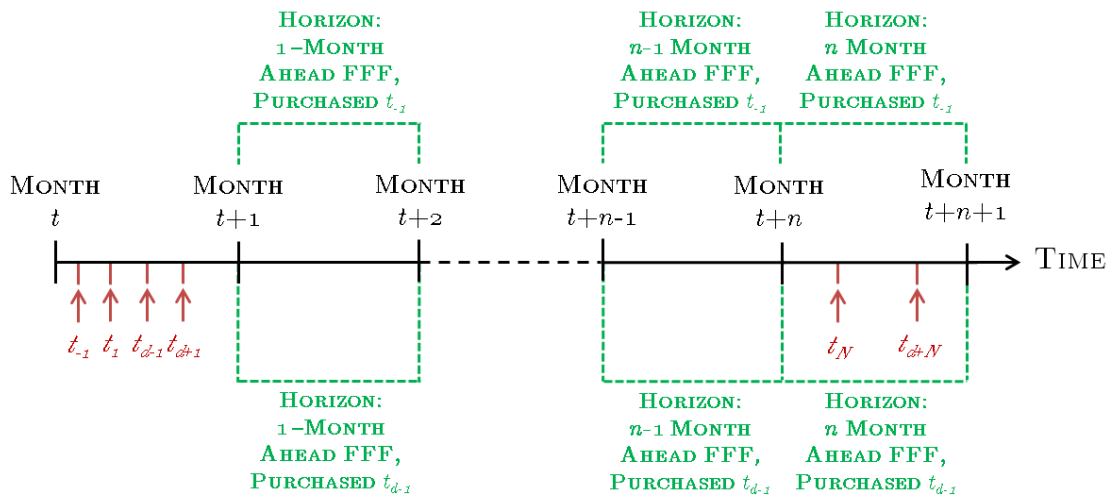 HORIZON:
1–MONTH
AHEAD FFF,
PURCHASED t-1
HORIZON:
n-1 MONTH
AHEAD FFF,
PURCHASED t-1
HORIZON:
n MONTH
AHEAD FFF,
PURCHASED t-1
MONTH
t
MONTH
t+1
MONTH
t+2
MONTH
t+n-1
MONTH
t+n
MONTH
t+n+1
TIME
t-1
t1
td-1
td+1
tN
td+N
HORIZON:
1–MONTH
AHEAD FFF,
PURCHASED td-1
HORIZON:
n-1 MONTH
AHEAD FFF,
PURCHASED td-1
HORIZON:
n MONTH
AHEAD FFF,
PURCHASED td-1